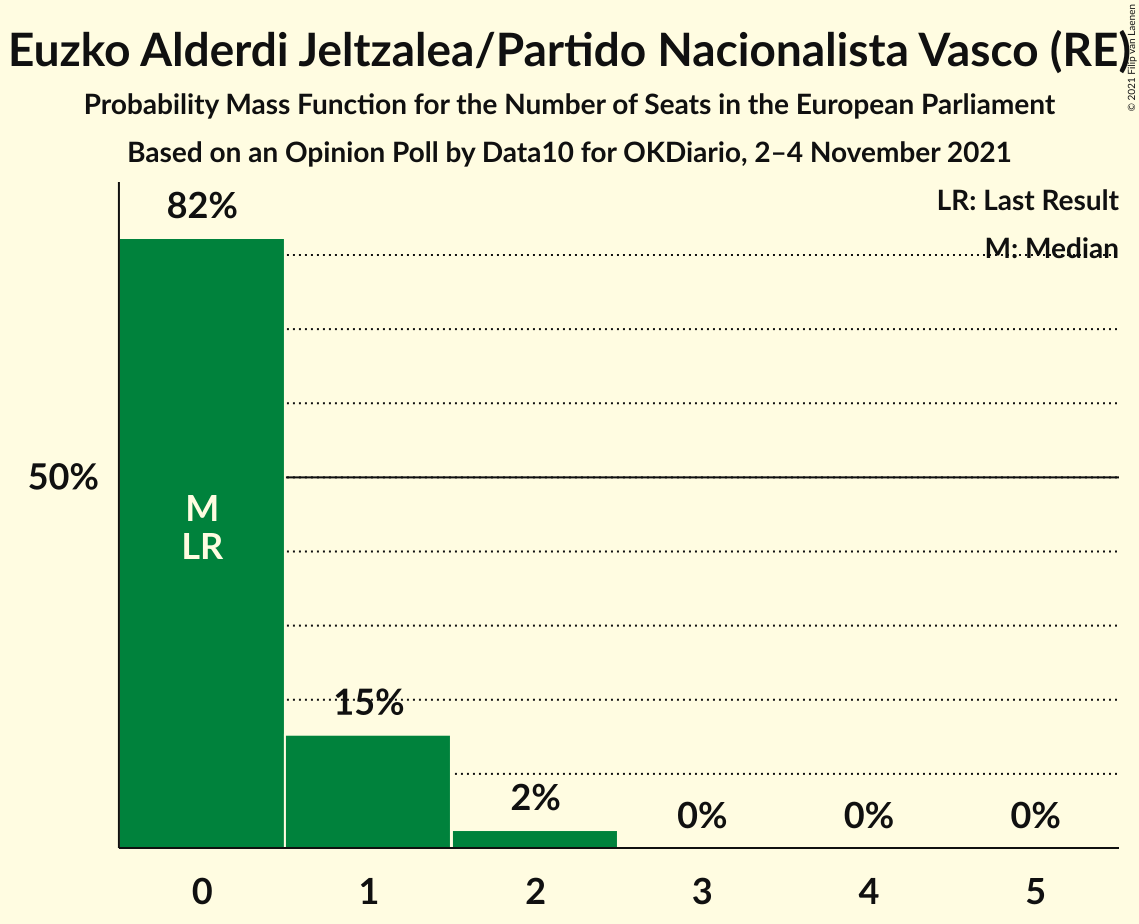 Euzko Alderdi Jeltzalea/Partido Nacionalista Vasco (RE)
© 2021 Filip van Laenen
Probability Mass Function for the Number of Seats in the European Parliament
Based on an Opinion Poll by Data10 for OKDiario, 2–4 November 2021
LR: Last Result
M: Median
82%
50%
M
LR
15%
2%
0%
0%
0%
0
1
2
3
4
5